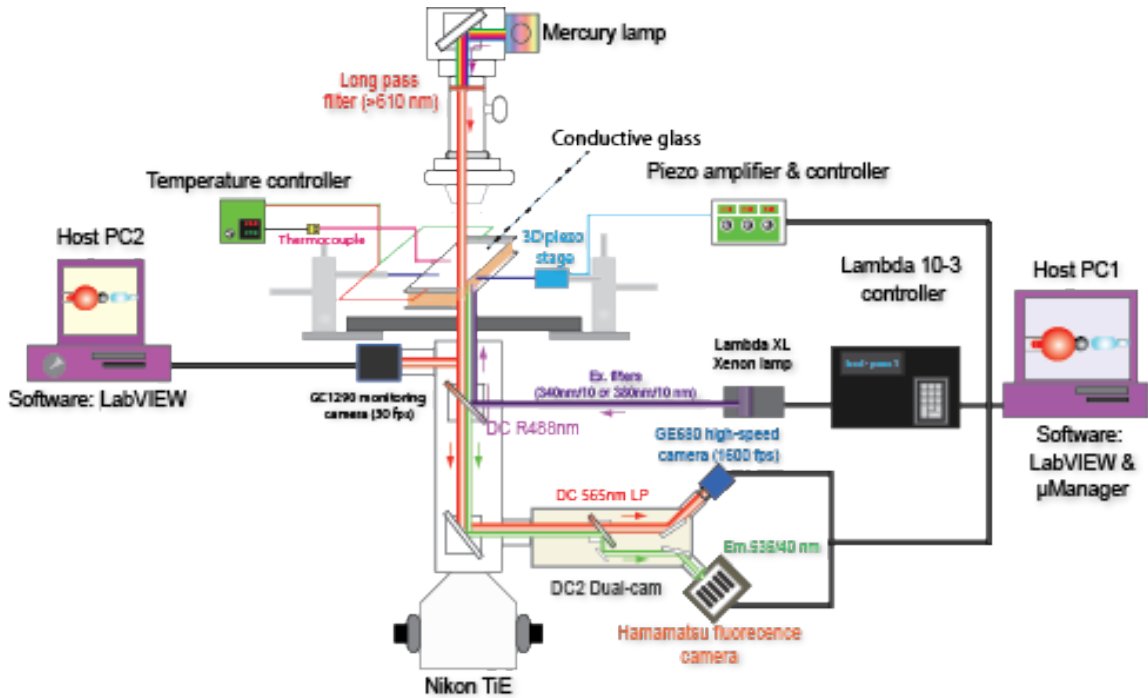 Mercury lamp
Long pass
filter (>610 nm)
Conductive glass
Temperature controller
Piezo amplifier & controller
Thermocouple
3D piezo
stage
Host PC2
Lambda 10-3
controller
Host PC1
Lambda XL
Xenon lamp
Ex. filters
(340nm/10 or 380nm/10 nm)
GC1290 monitoring
camera (30 fps)
Software: LabVIEW
DC R488nm
GE680 high-speed
camera (1600 fps)
Software:
LabVIEW &
µManager
DC 565nm LP
Em.536/40 nm
DC2 Dual-cam
Hamamatsu fluorecence
camera
Nikon TiE